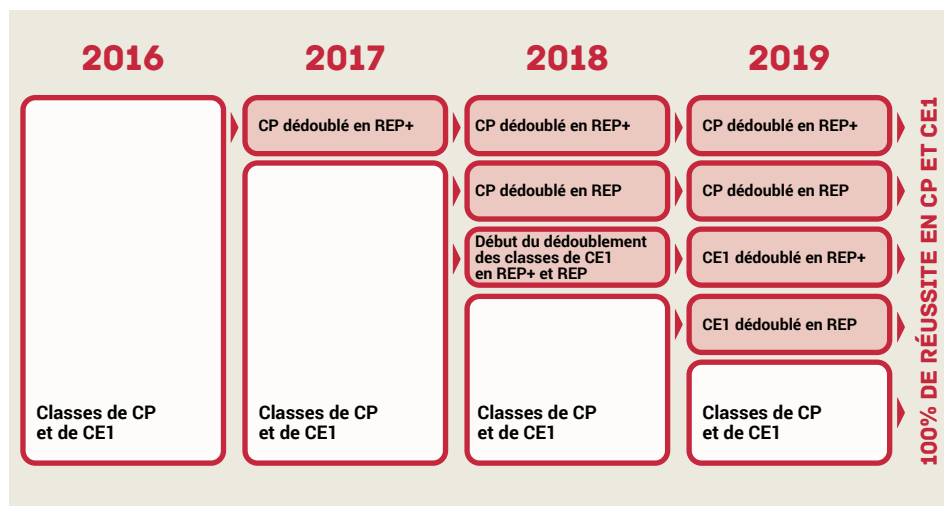 2016
2017
2018
2019
CP dédoublé en REP+
CP dédoublé en REP+
CP dédoublé en REP+
CP dédoublé en REP
CP dédoublé en REP
Début du dédoublement
des classes de CE1
en REP+ et REP
CE1 dédoublé en REP+
CE1 dédoublé en REP
Classes de CP
et de CE1
Classes de CP
et de CE1
Classes de CP
et de CE1
Classes de CP
et de CE1
100% DE RÉUSSITE EN CP ET CE1